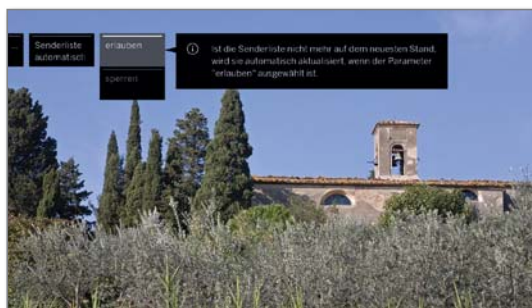 ...
Senderliste
automatisch
erlauben
sperren
Ist die Senderliste nicht mehr auf dem neuesten Stand,
wird sie automatisch aktualisiert, wenn der Parameter
"erlauben" ausgewählt ist.